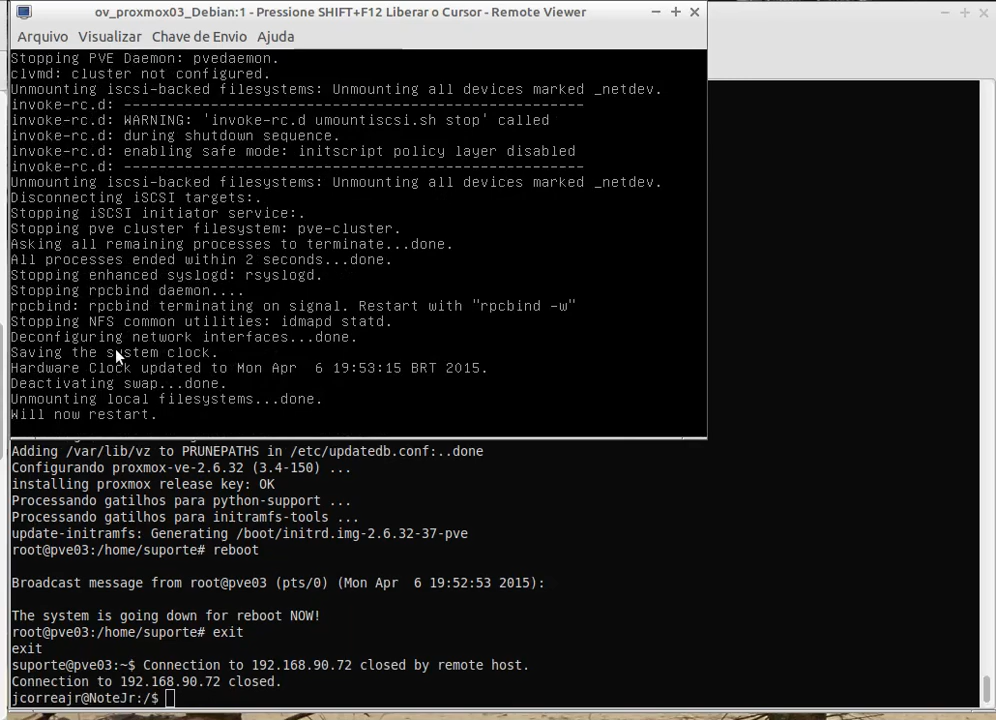 ov_proxmox03_Debian:1 - Pressione SHIFT+F12 Liberar o Cursor - Remote Viewer
Arquivo Visualizar Chave de Envio Ajuda
Stopping PVE Daemon: pvedaemon.
clvmd: cluster not configured.
Unmounting iscsi-backed filesystems: Unmounting all devices marked _netdev.
invoke-rc.d: ----------------------------------------------------
invoke-rc.d: WARNING: 'invoke-rc.d umountiscsi.sh stop' called
invoke-rc.d: during shutdown sequence.
invoke-rc.d: enabling safe mode: initscript policy layer disabled
invoke-rc.d: ----------------------------------------------------
Unmounting iscsi-backed filesystems: Unmounting all devices marked _netdev.
Disconnecting iSCSI targets:.
Stopping iSCSI initiator service:.
Stopping pve cluster filesystem: pve-cluster.
Asking all remaining processes to terminate...done.
All processes ended within 2 seconds...done.
Stopping enhanced syslogd: rsyslogd.
Stopping rpcbind daemon....
rpcbind: rpcbind terminating on signal. Restart with "rpcbind -w"
Stopping NFS common utilities: idmapd statd.
Deconfiguring network interfaces...done.
Saving the system clock.
Hardware Clock updated to Mon Apr  6 19:53:15 BRT 2015.
Deactivating swap...done.
Unmounting local filesystems...done.
Will now restart.
Adding /var/lib/vz to PRUNEPATHS in /etc/updatedb.conf:..done
Configurando proxmox-ve-2.6.32 (3.4-150) ...
installing proxmox release key: OK
Processando gatilhos para python-support ...
Processando gatilhos para initramfs-tools ...
update-initramfs: Generating /boot/initrd.img-2.6.32-37-pve
root@pve03:/home/suporte# reboot
Broadcast message from root@pve03 (pts/0) (Mon Apr  6 19:52:53 2015):
The system is going down for reboot NOW!
root@pve03:/home/suporte# exit
exit
suporte@pve03:~$ Connection to 192.168.90.72 closed by remote host.
Connection to 192.168.90.72 closed.
jcorreajr@NoteJr:/$